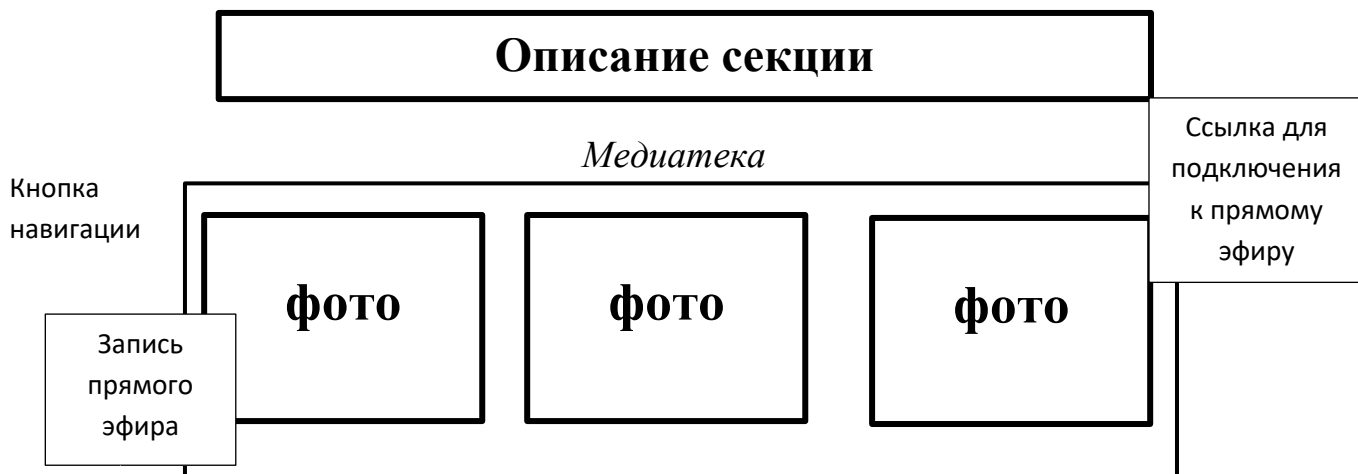 Описание секции
Ссылка для
подключения
к прямому
эфиру
Медиатека
Кнопка
навигации
фото
фото
фото
Запись
прямого
эфира